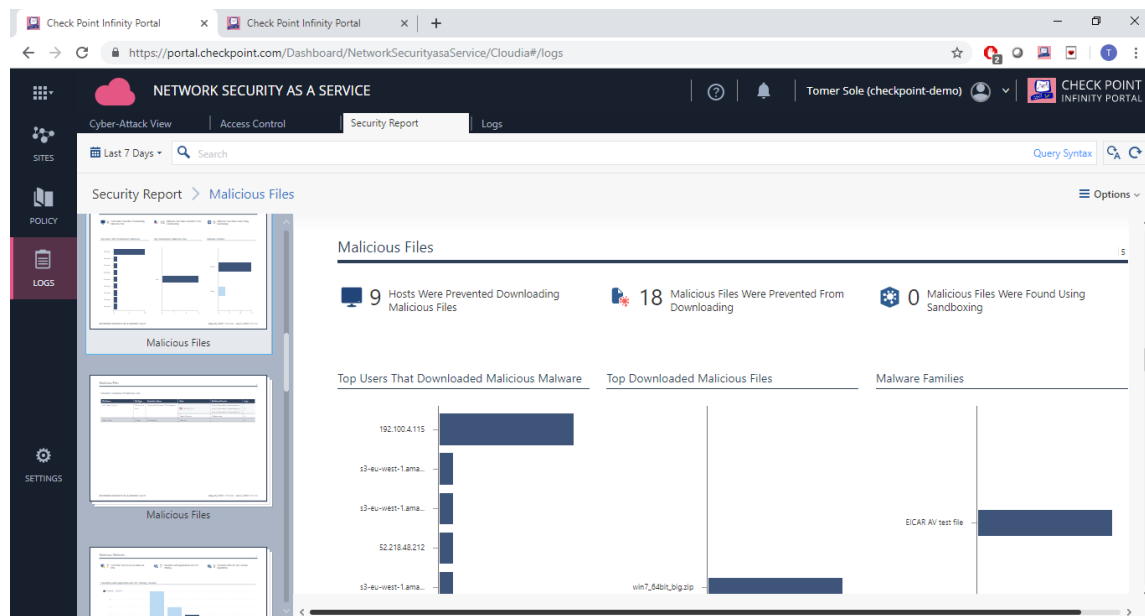 Check Point Infinity Portal
Check Point Infinity Portal
https://portal.checkpoint.com/Dashboard/NetworkSecurityasaService/Cloudia#/logs
2
T
NETWORK SECURITY AS A SERVICE
Tomer Sole (checkpoint-demo)
CHECK POINT
INFINITY PORTAL
Cyber-Attack View
Access Control
Security Report
Logs
SITES
POLICY
LOGS
SETTINGS
Last 7 Days
Search
Query Syntax
Security Report > Malicious Files
Options
Malicious Files
Malicious Files
Malicious Files
5
9 Hosts Were Prevented Downloading
Malicious Files
18 Malicious Files Were Prevented From
Downloading
0 Malicious Files Were Found Using
Sandboxing
Top Users That Downloaded Malicious Malware
192.100.4.115
s3-eu-west-1.ama...
s3-eu-west-1.ama...
52.218.48.212
s3-eu-west-1.ama...
Top Downloaded Malicious Files
win7_64bit_big.zip
Malware Families
EICAR AV test file